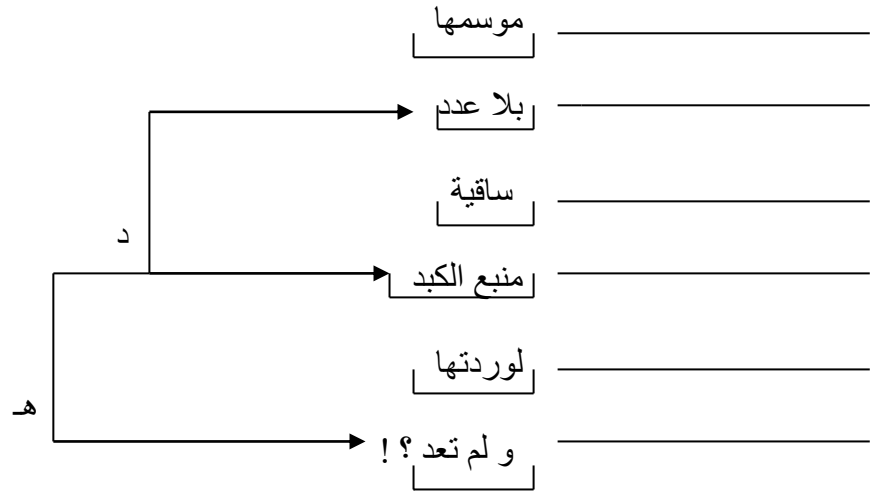 موسمها
بلا عدد
ساقية
د
منبع الكبد
لوردتها
هـ
و لم تعد ؟ !